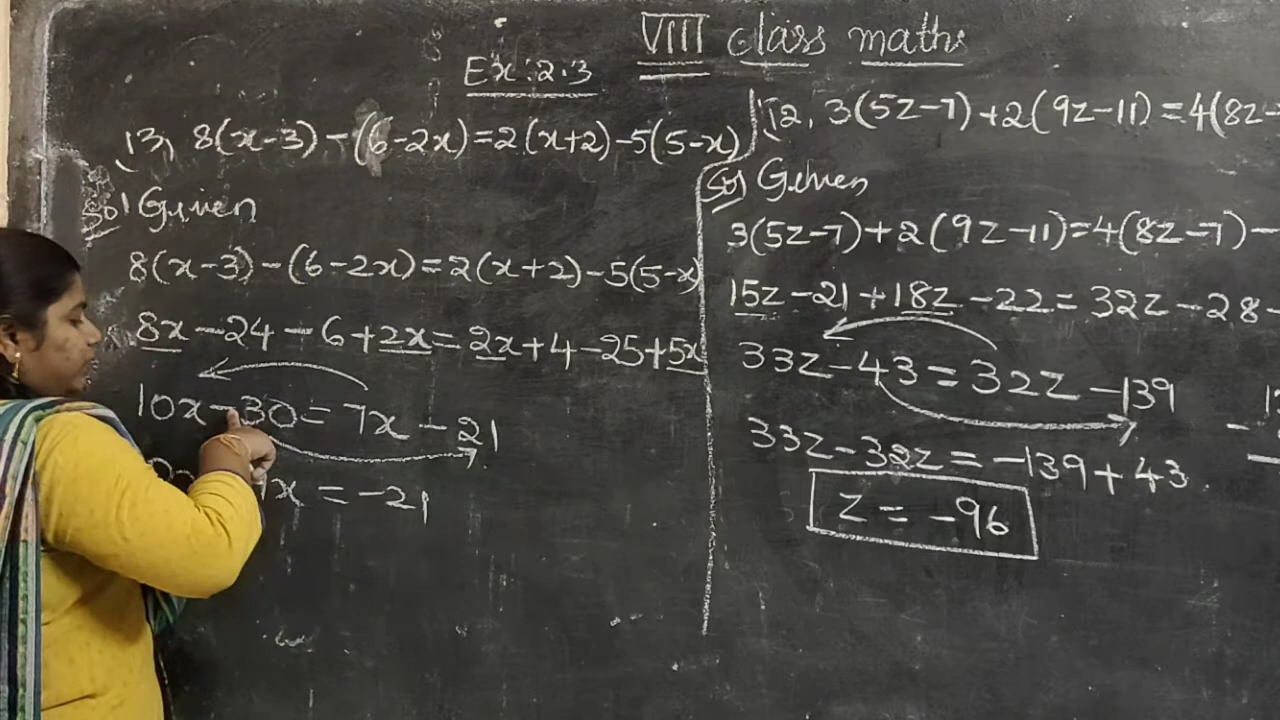 VIII class maths
Ex: 2.3
13, 8(x-3) - (6-2x) = 2(x+2) - 5(5-x)
Sol Given
8(x-3) - (6-2x) = 2(x+2) - 5(5-x)
8x - 24 - 6 + 2x = 2x + 4 - 25 + 5x
10x - 30 = 7x - 21
7x = -21
12, 3(5z-7) + 2(9z-11) = 4(8z-
Sol Given
3(5z-7) + 2(9z-11) = 4(8z-7) -
15z - 21 + 18z - 22 = 32z - 28 -
33z - 43 = 32z - 139
33z - 32z = -139 + 43
z = -96